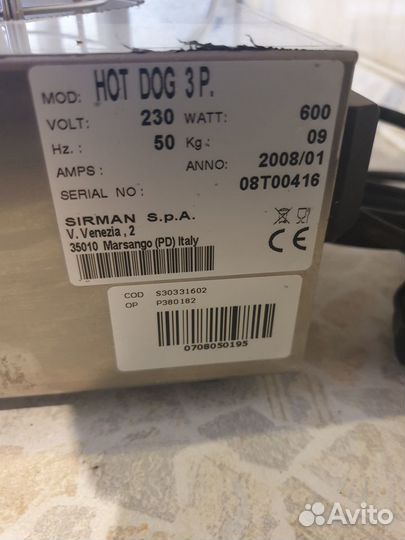 MOD: HOT DOG 3 P.
VOLT: 230 WATT: 600
Hz.: 50 Kg: 09
AMPS: ANNO: 2008/01
SERIAL NO: 08T00416
SIRMAN S.p.A.
V. Venezia, 2
35010 Marsango (PD) Italy
CE
COD S30331602
OP P380182
0708050195
Avito